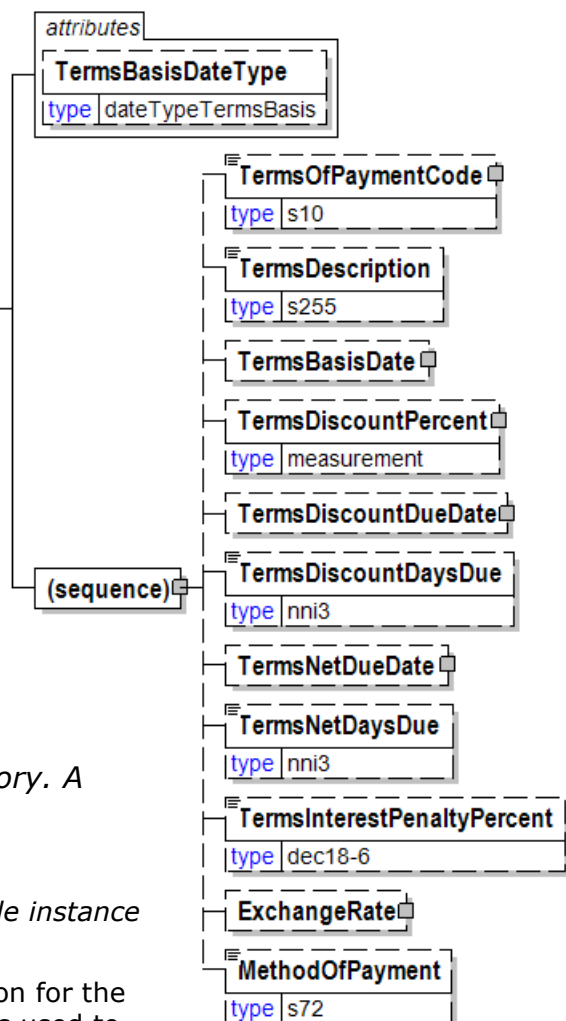 attributes
TermsBasisDateType
type dateTypeTermsBasis
TermsOfPaymentCode
type s10
TermsDescription
type s255
TermsBasisDate
TermsDiscountPercent
type measurement
TermsDiscountDueDate
(sequence)
TermsDiscountDaysDue
type nni3
TermsNetDueDate
TermsNetDaysDue
type nni3
ory. A
TermsInterestPenaltyPercent
type dec18-6
le instance
ExchangeRate
MethodOfPayment
type s72
on for the